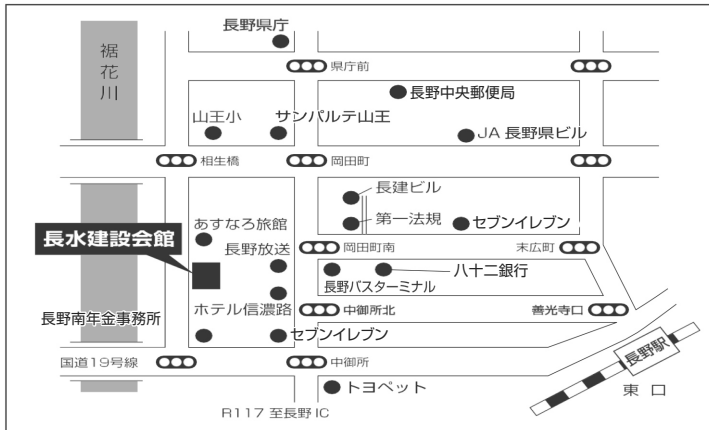 長野県庁
裾花川
県庁前
長野中央郵便局
山王小
サンパルテ山王
JA 長野県ビル
相生橋
岡田町
長建ビル
あすなろ旅館
第一法規
セブンイレブン
長水建設会館
長野放送
岡田町南
末広町
八十二銀行
長野バスターミナル
ホテル信濃路
中御所北
善光寺口
長野南年金事務所
セブンイレブン
長野駅
国道19号線
中御所
トヨペット
東 口
R117 至長野 IC